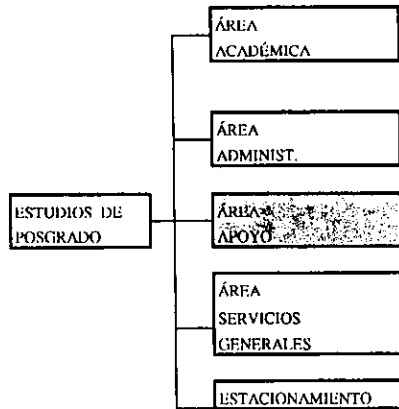 ÁREA
ACADÉMICA
ÁREA
ADMINIST.
ESTUDIOS DE
POSGRADO
ÁREA
APOYO
ÁREA
SERVICIOS
GENERALES
ESTACIONAMIENTO